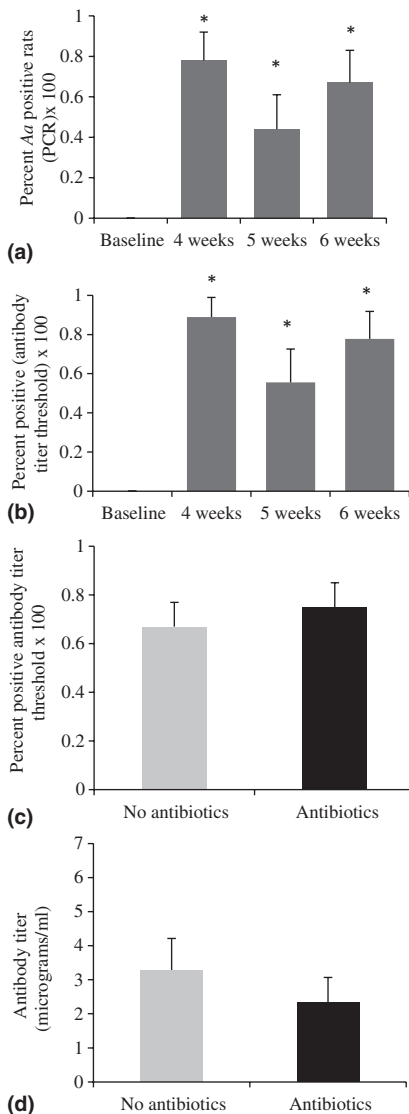 Percent Aa positive rats
(PCR)x 100
1
0.8
0.6
0.4
0.2
0
*
*
*
Baseline 4 weeks 5 weeks 6 weeks
(a)
Percent positive (antibody
titer threshold) x 100
1
0.8
0.6
0.4
0.2
0
*
*
*
Baseline 4 weeks 5 weeks 6 weeks
(b)
Percent positive antibody titer
threshold x 100
1
0.8
0.6
0.4
0.2
0
No antibiotics Antibiotics
(c)
Antibody titer
(micrograms/ml)
7
6
5
4
3
2
1
0
No antibiotics Antibiotics
(d)